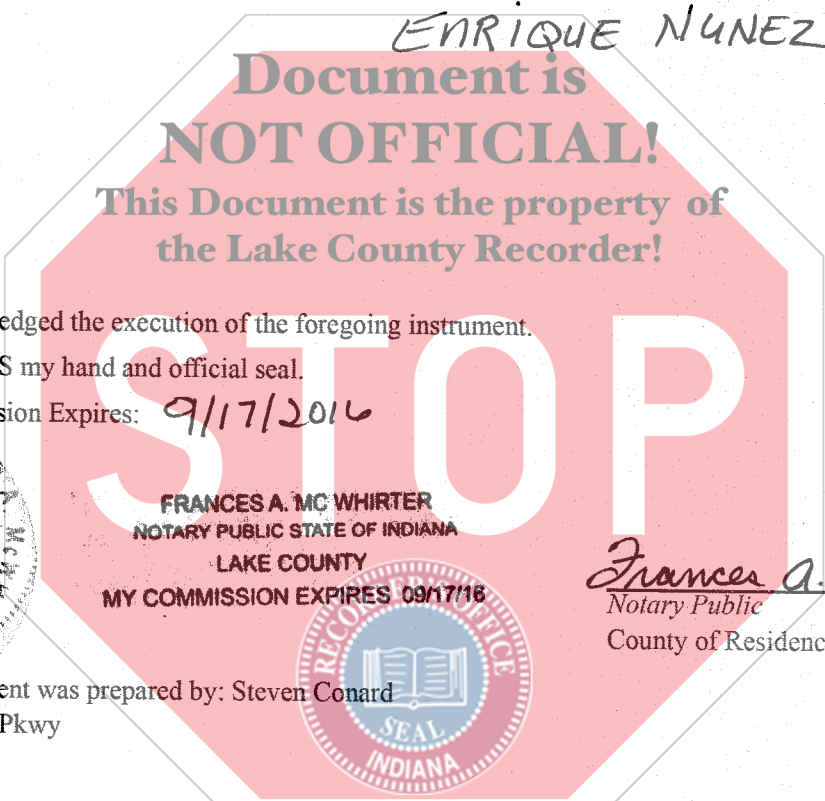 ENRIQUE NUNEZ
Document is
NOT OFFICIAL!
This Document is the property of
the Lake County Recorder!
STOP
edged the execution of the foregoing instrument.
S my hand and official seal.
sion Expires: 9/17/2016
FRANCES A. MC WHIRTER
NOTARY PUBLIC STATE OF INDIANA
LAKE COUNTY
MY COMMISSION EXPIRES 09/17/16
Frances A.
Notary Public
County of Residenc
RECORDER'S OFFICE
SEAL
INDIANA
ent was prepared by: Steven Conard
Pkwy